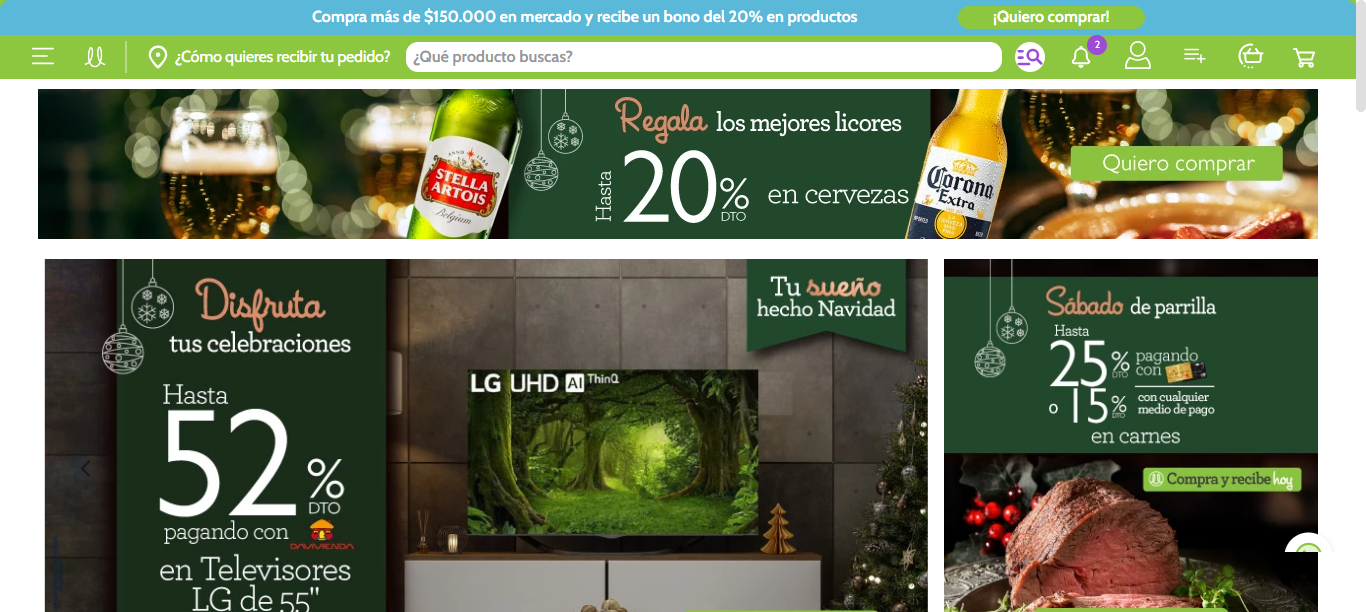 Compra más de $150.000 en mercado y recibe un bono del 20% en productos
¡Quiero comprar!
¿Cómo quieres recibir tu pedido?
¿Qué producto buscas?
2
Regala los mejores licores
Hasta 20% DTO en cervezas
Quiero comprar
ANNO 1366
STELLA
ARTOIS
Belgium
Corona
Extra
Disfruta
tus celebraciones
Hasta
52% DTO
pagando con DAVIVIENDA
en Televisores
LG de 55"
Tu sueño
hecho Navidad
LG UHD AI ThinQ
Sábado de parrilla
Hasta
25% DTO pagando con
o 15% DTO con cualquier
medio de pago
en carnes
Compra y recibe hoy